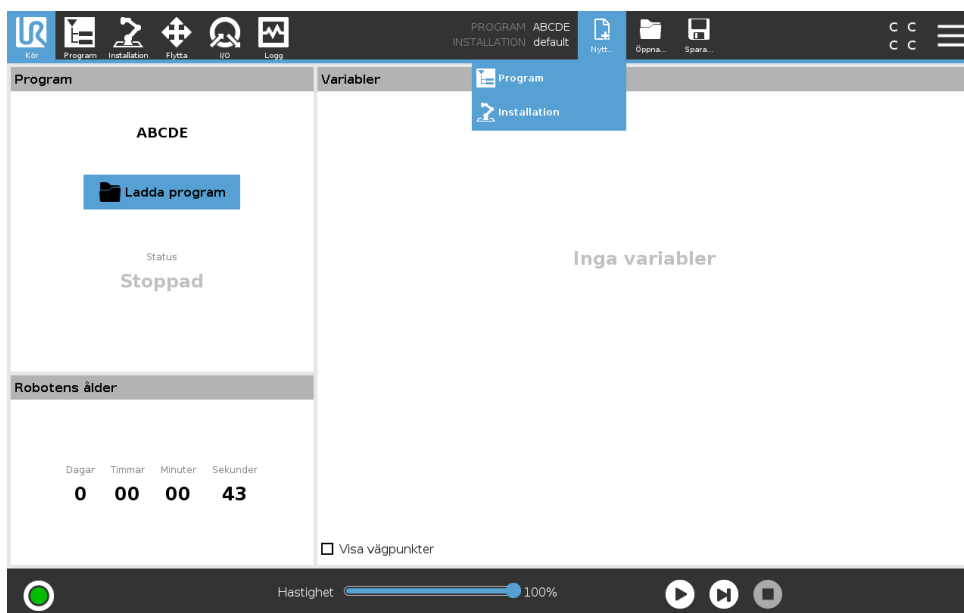 UR
PROGRAM ABCDE
INSTALLATION default
C C
C C
Kör Program Installation Flytta I/O Logg Nytt... Öppna... Spara...
Program
Variabler
Program
Installation
ABCDE
Ladda program
Status
Stoppad
Inga variabler
Robotens ålder
Dagar Timmar Minuter Sekunder
0 00 00 43
Visa vägpunkter
Hastighet 100%